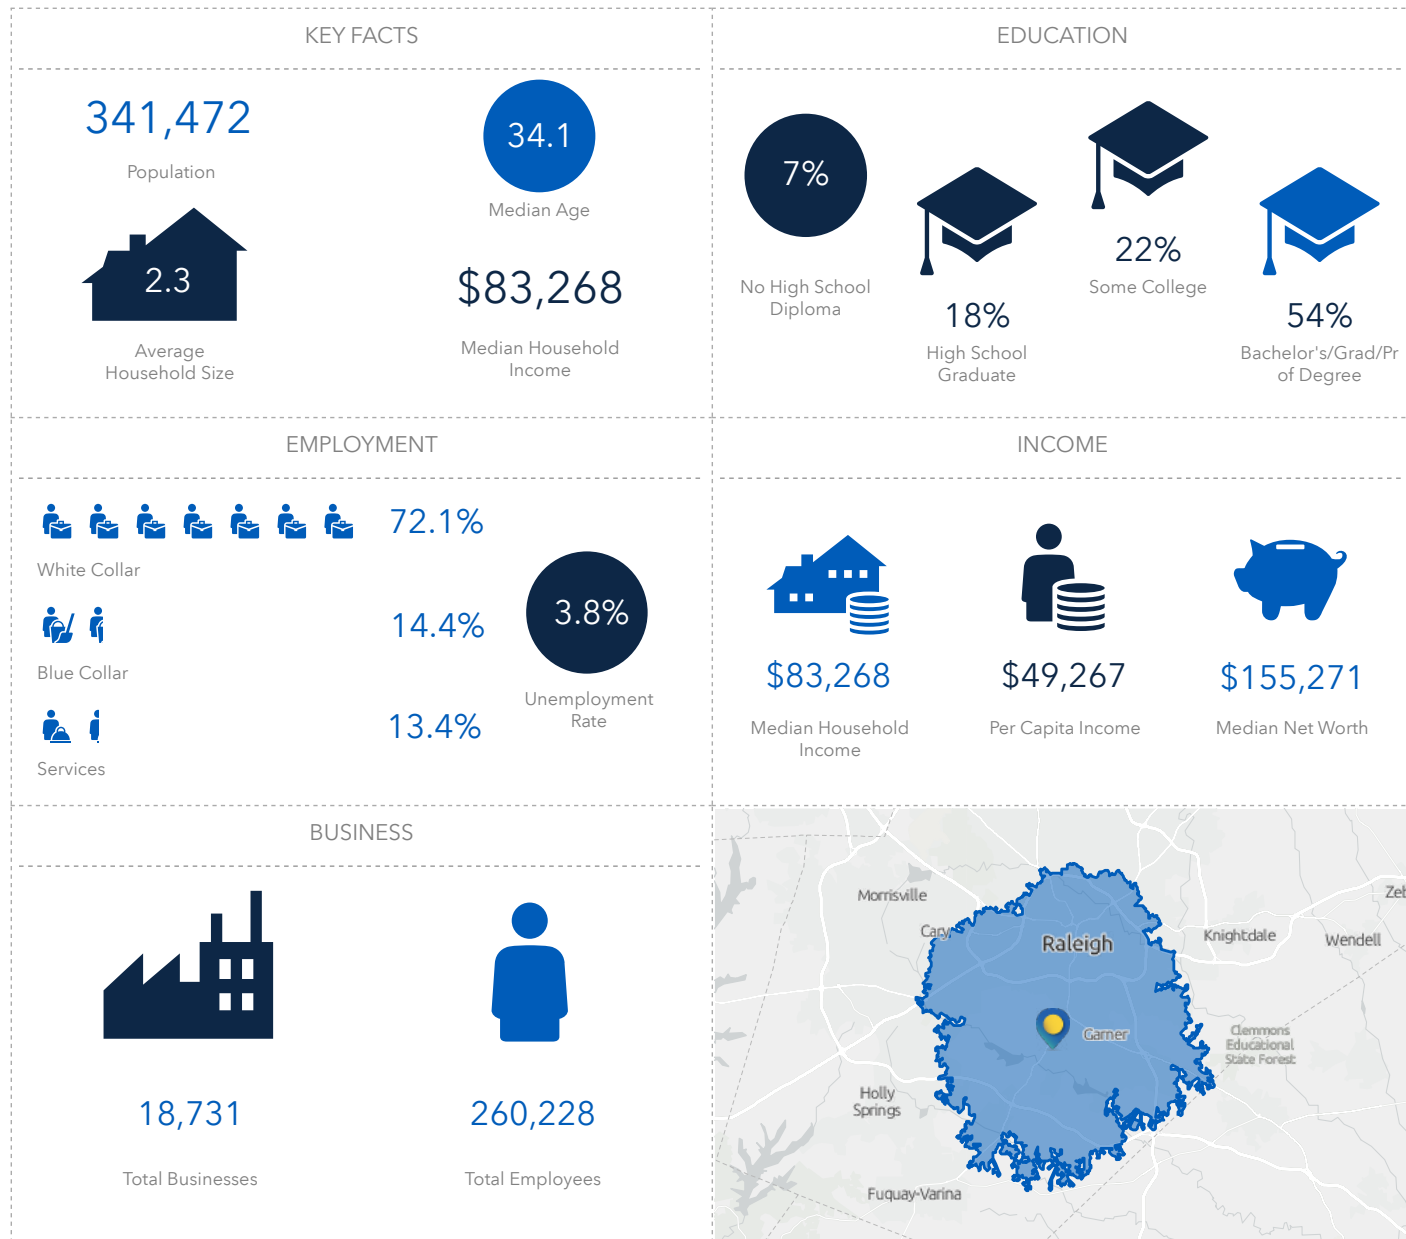 KEY FACTS
341,472
Population
34.1
Median Age
2.3
Average
Household Size
$83,268
Median Household
Income
EDUCATION
7%
No High School
Diploma
18%
High School
Graduate
22%
Some College
54%
Bachelor's/Grad/Pr
of Degree
EMPLOYMENT
72.1%
White Collar
14.4%
Blue Collar
13.4%
Services
3.8%
Unemployment
Rate
INCOME
$83,268
Median Household
Income
$49,267
Per Capita Income
$155,271
Median Net Worth
BUSINESS
18,731
Total Businesses
260,228
Total Employees
Morrisville
Zeb
Cary
Raleigh
Knightdale
Wendell
Garner
Clemmons
Educational
State Forest
Holly
Springs
Fuquay-Varina